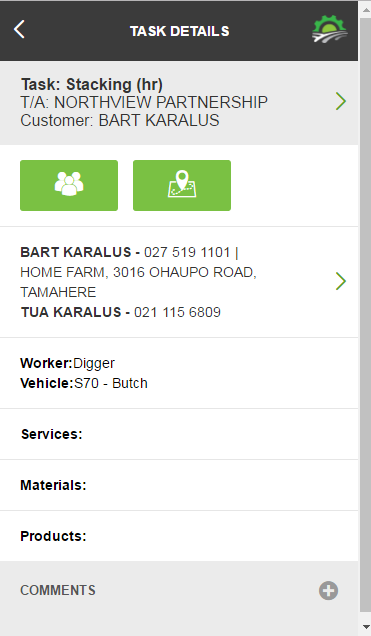 TASK DETAILS
Task: Stacking (hr)
T/A: NORTHVIEW PARTNERSHIP
Customer: BART KARALUS
BART KARALUS - 027 519 1101 |
HOME FARM, 3016 OHAUPO ROAD,
TAMAHERE
TUA KARALUS - 021 115 6809
Worker:Digger
Vehicle:S70 - Butch
Services:
Materials:
Products:
COMMENTS